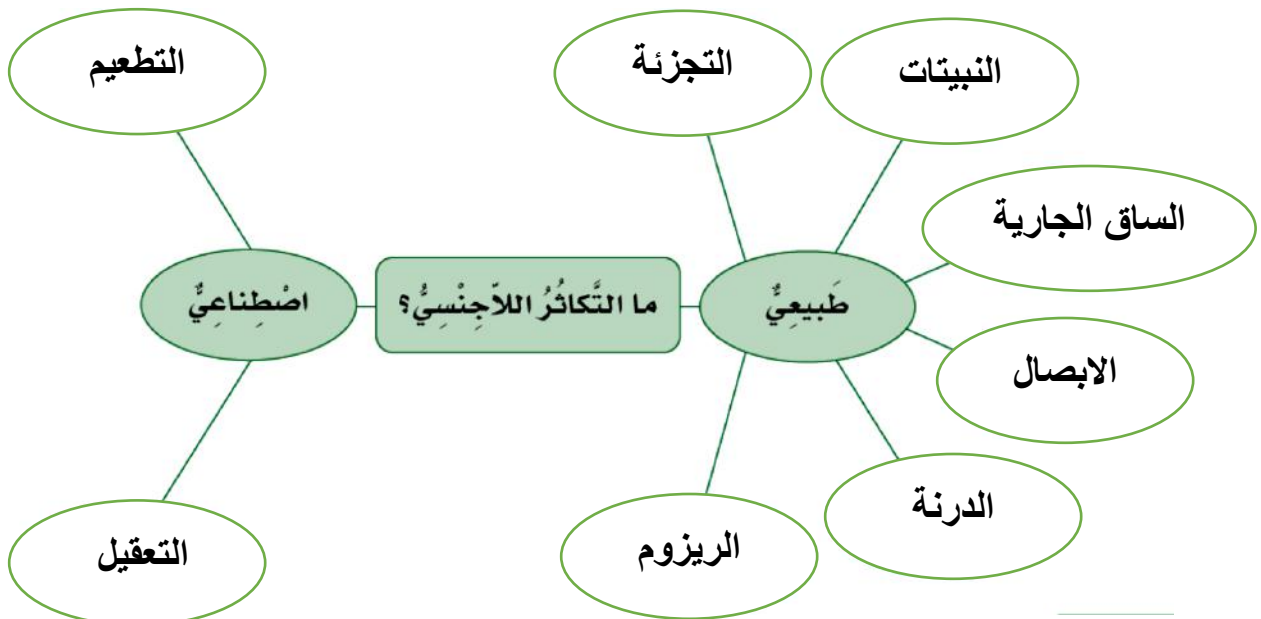 ما التَّكاثُرُ اللاّجِنْسِيُّ؟
طَبيعِيٌّ
النبيتات
التجزئة
الساق الجارية
الابصال
الدرنة
الريزوم
اصْطِناعِيٌّ
التطعيم
التعقيل